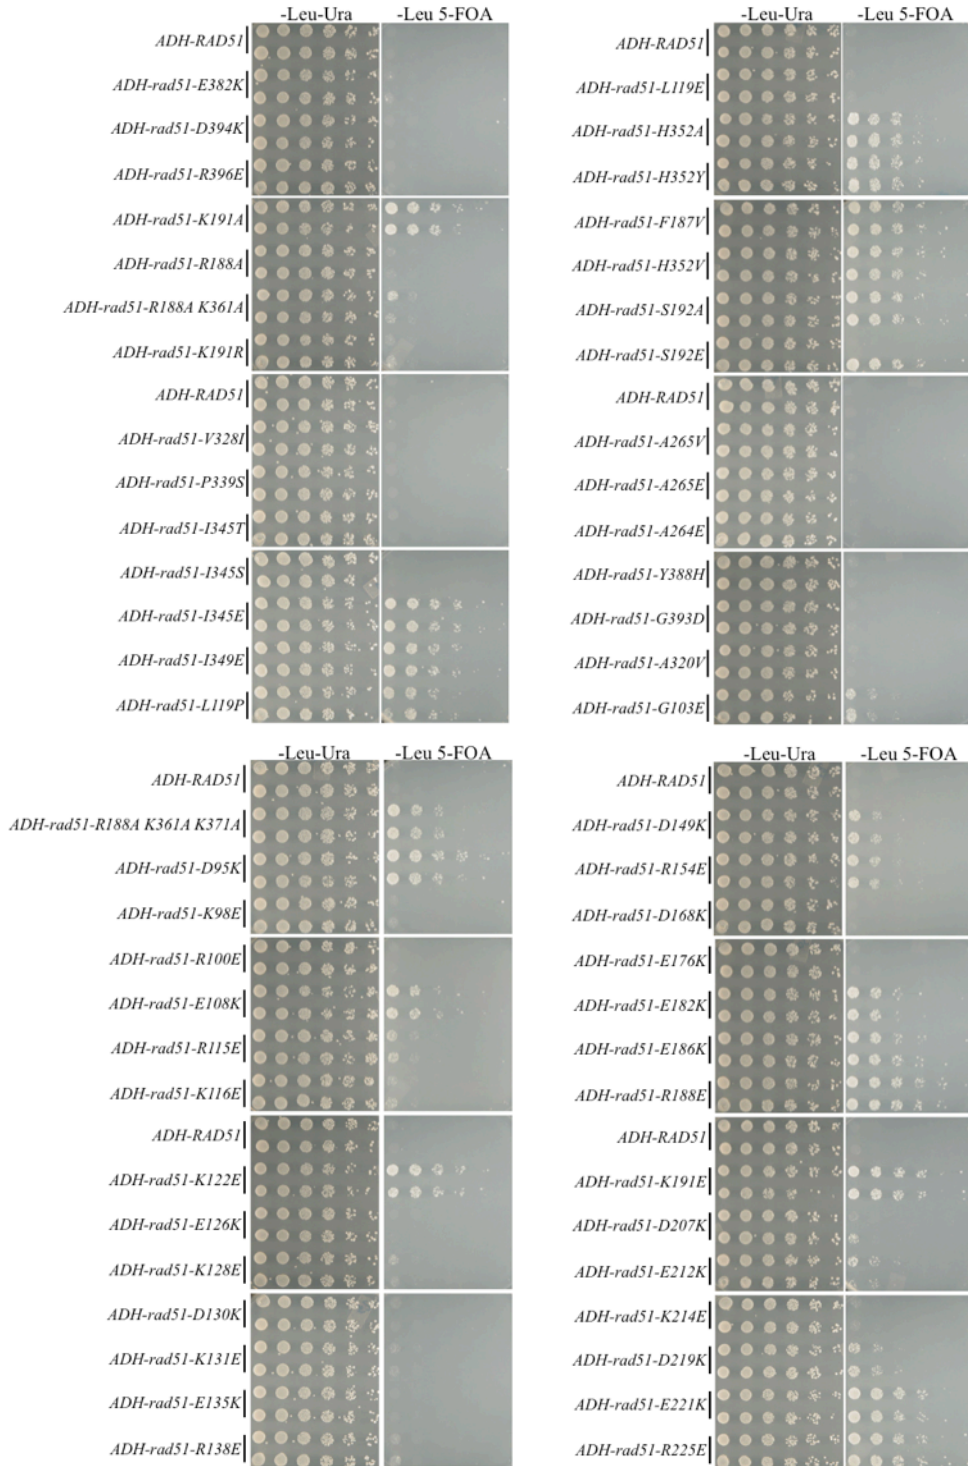 -Leu-Ura -Leu 5-FOA
ADH-RAD51
ADH-rad51-E382K
ADH-rad51-D394K
ADH-rad51-R396E
ADH-rad51-K191A
ADH-rad51-R188A
ADH-rad51-R188A K361A
ADH-rad51-K191R
ADH-RAD51
ADH-rad51-V328I
ADH-rad51-P339S
ADH-rad51-I345T
ADH-rad51-I345S
ADH-rad51-I345E
ADH-rad51-I349E
ADH-rad51-L119P
-Leu-Ura -Leu 5-FOA
ADH-RAD51
ADH-rad51-L119E
ADH-rad51-H352A
ADH-rad51-H352Y
ADH-rad51-F187V
ADH-rad51-H352V
ADH-rad51-S192A
ADH-rad51-S192E
ADH-RAD51
ADH-rad51-A265V
ADH-rad51-A265E
ADH-rad51-A264E
ADH-rad51-Y388H
ADH-rad51-G393D
ADH-rad51-A320V
ADH-rad51-G103E
-Leu-Ura -Leu 5-FOA
ADH-RAD51
ADH-rad51-R188A K361A K371A
ADH-rad51-D95K
ADH-rad51-K98E
ADH-rad51-R100E
ADH-rad51-E108K
ADH-rad51-R115E
ADH-rad51-K116E
ADH-RAD51
ADH-rad51-K122E
ADH-rad51-E126K
ADH-rad51-K128E
ADH-rad51-D130K
ADH-rad51-K131E
ADH-rad51-E135K
ADH-rad51-R138E
-Leu-Ura -Leu 5-FOA
ADH-RAD51
ADH-rad51-D149K
ADH-rad51-R154E
ADH-rad51-D168K
ADH-rad51-E176K
ADH-rad51-E182K
ADH-rad51-E186K
ADH-rad51-R188E
ADH-RAD51
ADH-rad51-K191E
ADH-rad51-D207K
ADH-rad51-E212K
ADH-rad51-K214E
ADH-rad51-D219K
ADH-rad51-E221K
ADH-rad51-R225E